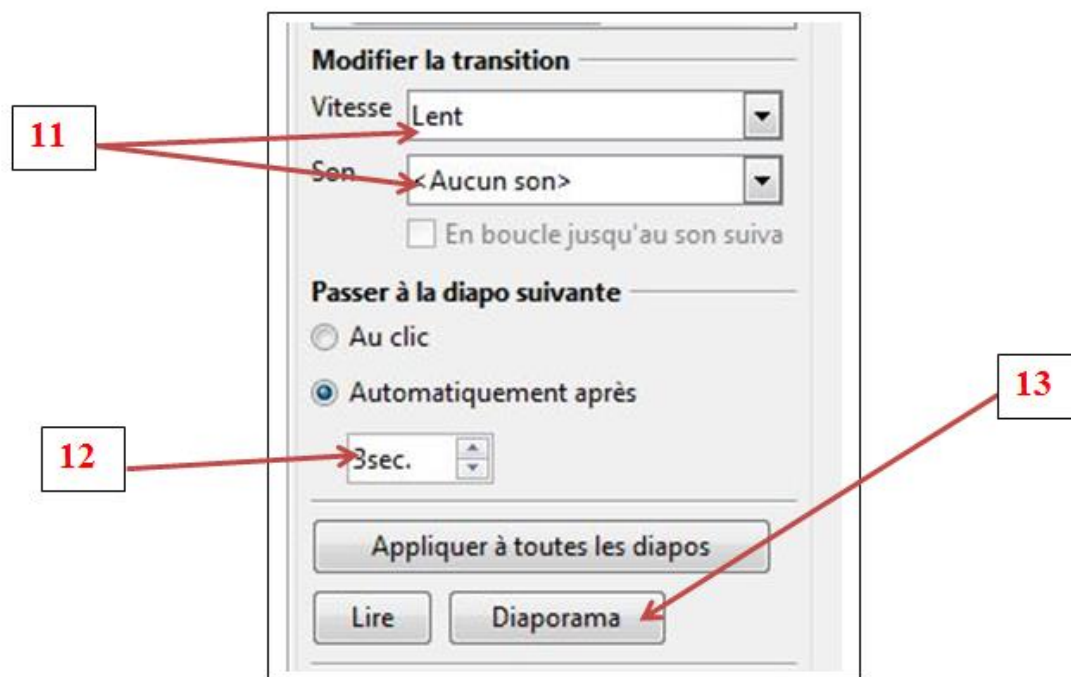 Modifier la transition
11
Vitesse Lent
Son <Aucun son>
En boucle jusqu'au son suiva
Passer à la diapo suivante
Au clic
Automatiquement après
13
12
3sec.
Appliquer à toutes les diapos
Lire Diaporama